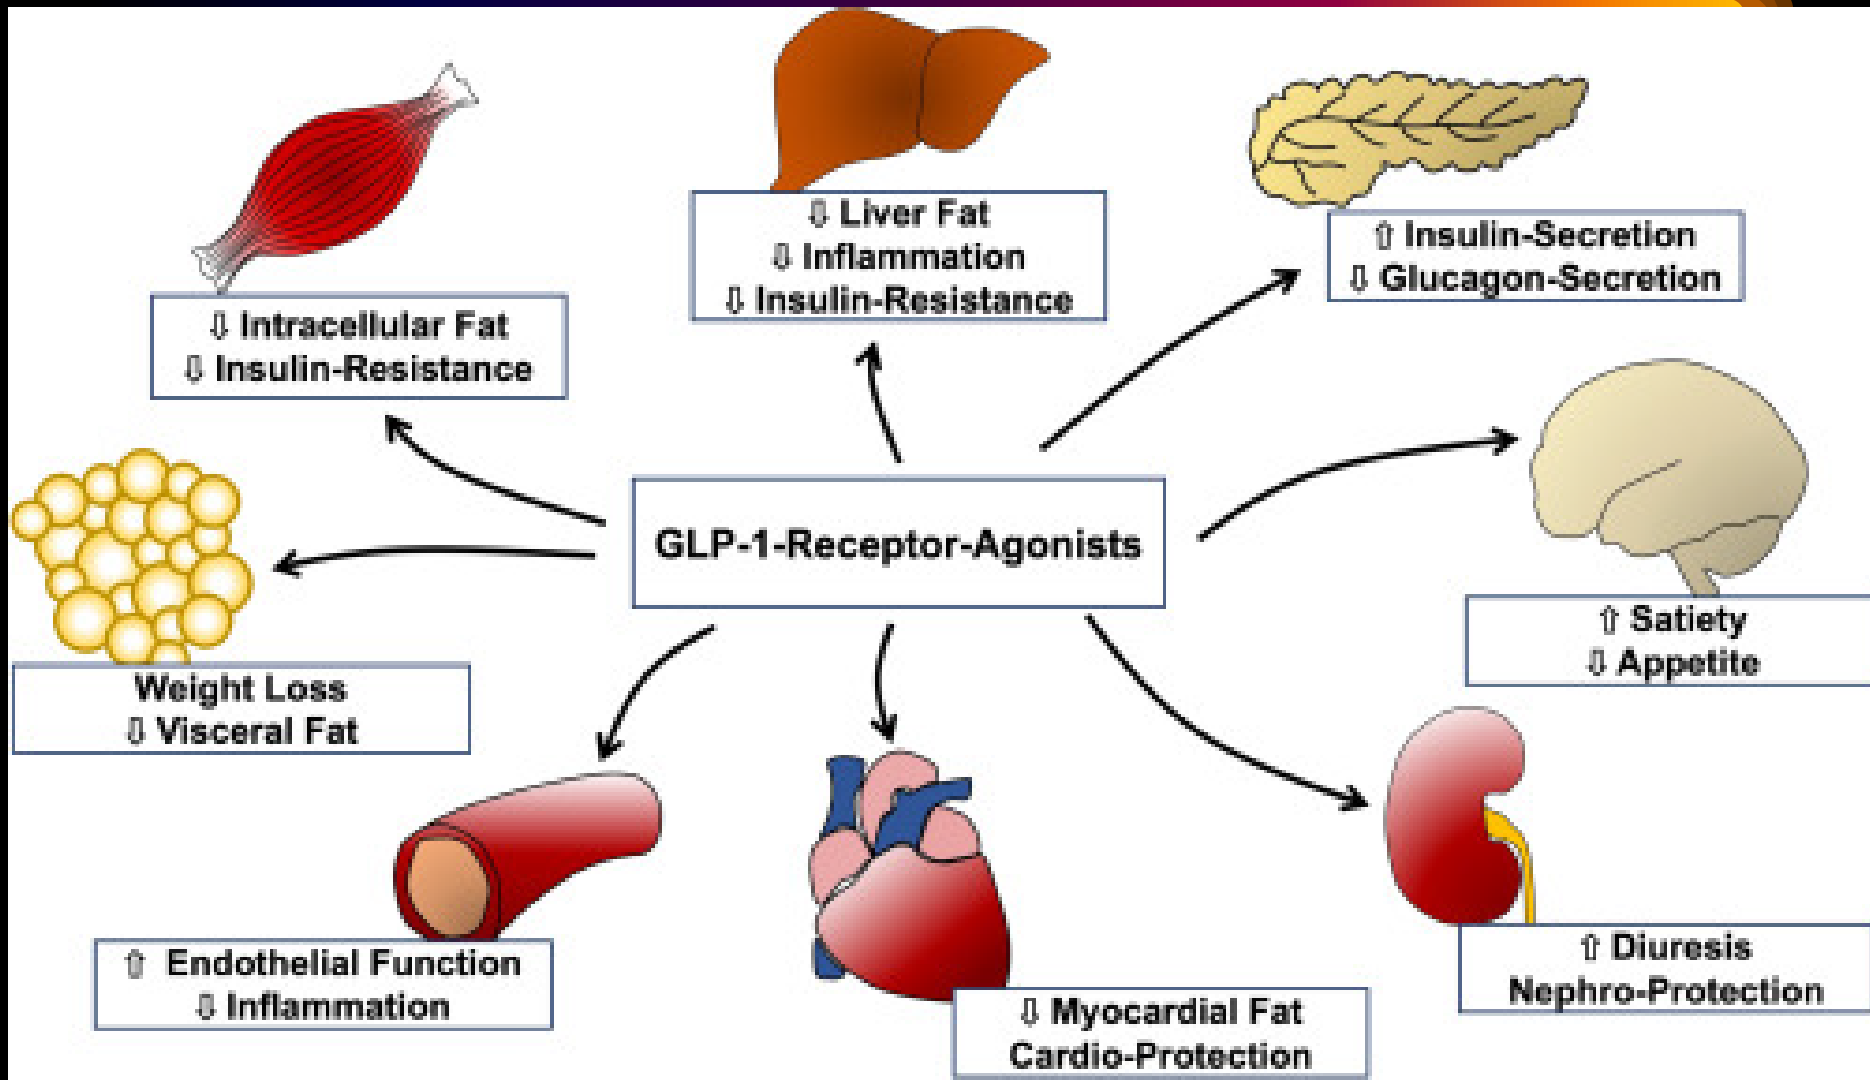 ⇩ Liver Fat
⇩ Inflammation
⇩ Insulin-Resistance
⇧ Insulin-Secretion
⇩ Glucagon-Secretion
⇩ Intracellular Fat
⇩ Insulin-Resistance
GLP-1-Receptor-Agonists
⇧ Satiety
⇩ Appetite
Weight Loss
⇩ Visceral Fat
⇧ Endothelial Function
⇩ Inflammation
⇩ Myocardial Fat
Cardio-Protection
⇧ Diuresis
Nephro-Protection